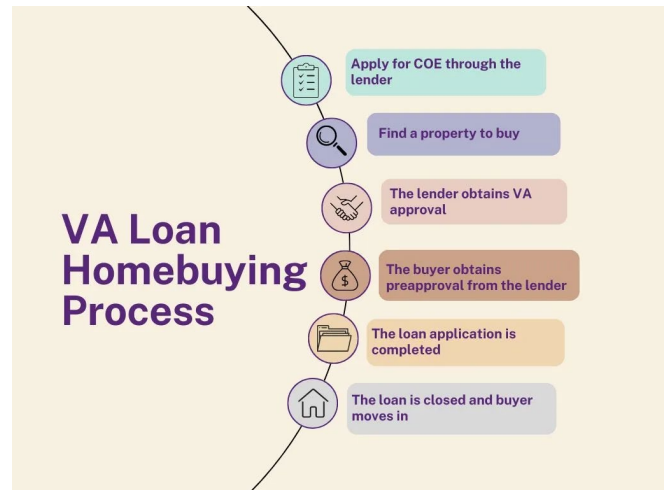 VA Loan
Homebuying
Process
Apply for COE through the
lender
Find a property to buy
The lender obtains VA
approval
The buyer obtains
preapproval from the lender
The loan application is
completed
The loan is closed and buyer
moves in